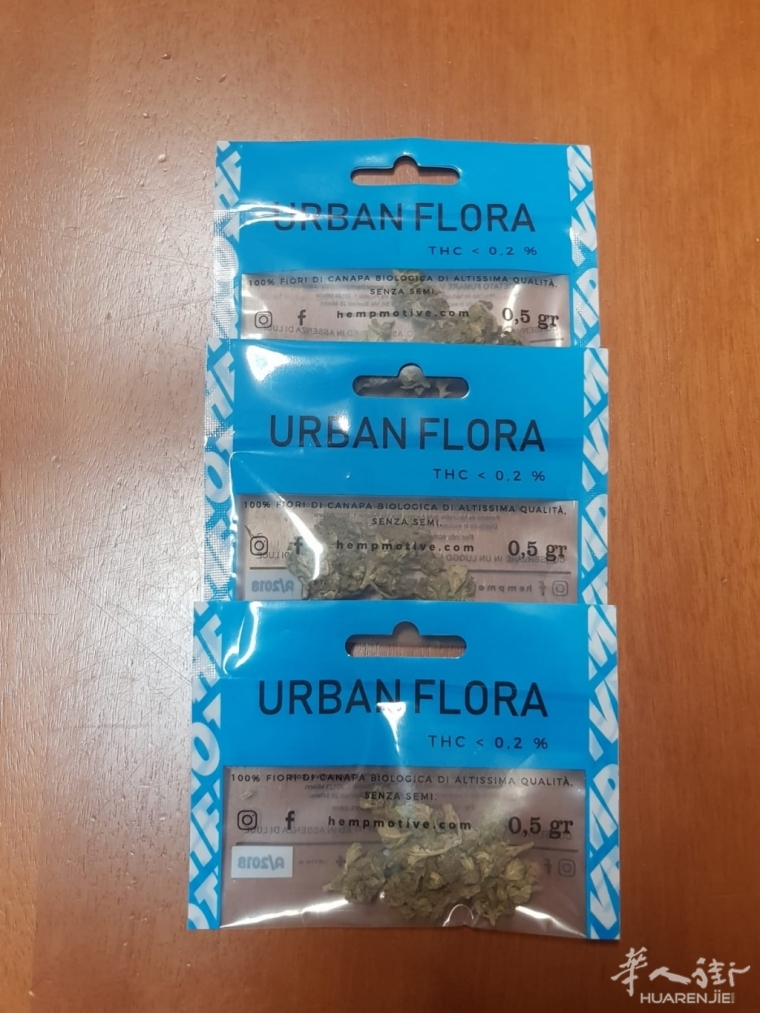 URBAN FLORA
THC < 0,2 %
100% FIORI DI CANAPA BIOLOGICA DI ALTISSIMA QUALITÀ,
SENZA SEMI.
hempmotive.com
0,5 gr
URBAN FLORA
THC < 0,2 %
100% FIORI DI CANAPA BIOLOGICA DI ALTISSIMA QUALITÀ,
SENZA SEMI.
hempmotive.com
0,5 gr
A/2018
URBAN FLORA
THC < 0,2 %
100% FIORI DI CANAPA BIOLOGICA DI ALTISSIMA QUALITÀ,
SENZA SEMI.
hempmotive.com
0,5 gr
A/2018
華人街
HUARENJIE